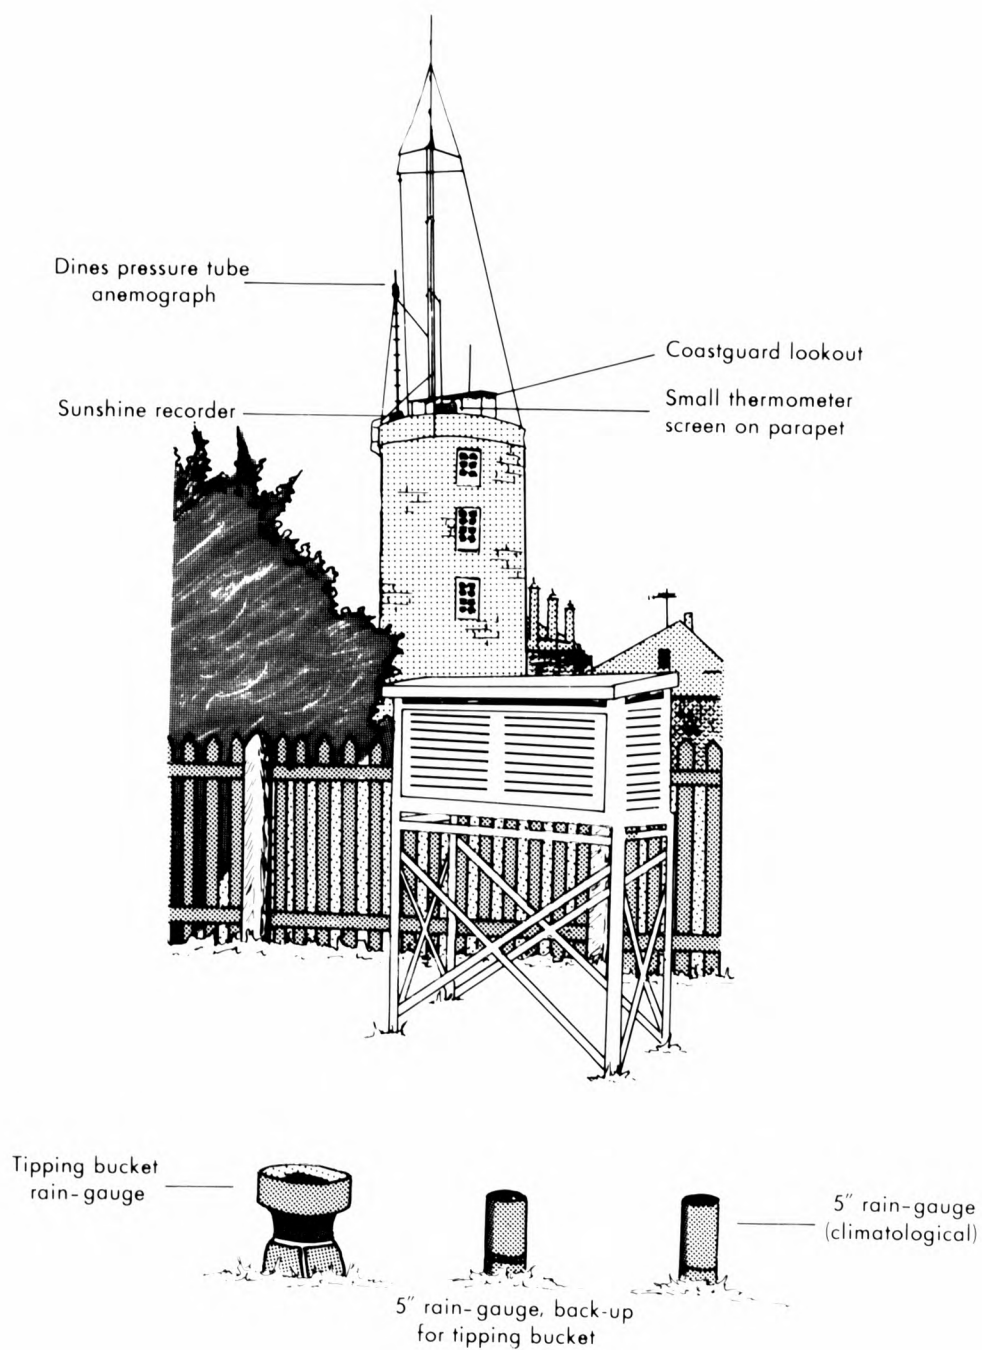 Dines pressure tube
anemograph
Coastguard lookout
Sunshine recorder
Small thermometer
screen on parapet
Tipping bucket
rain-gauge
5" rain-gauge
(climatological)
5" rain-gauge, back-up
for tipping bucket